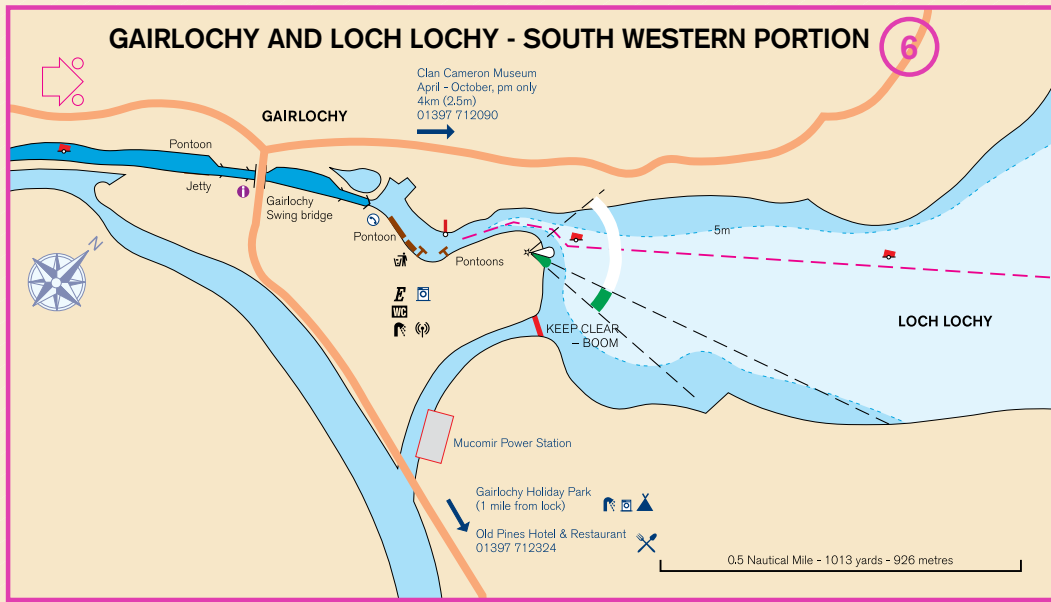 GAIRLOCHY AND LOCH LOCHY - SOUTH WESTERN PORTION
6
Clan Cameron Museum
April - October, pm only
4km (2.5m)
01397 712090
GAIRLOCHY
Pontoon
Jetty
i
Gairlochy
Swing bridge
Pontoon
Pontoons
5m
N
E
WC
KEEP CLEAR
– BOOM
LOCH LOCHY
Mucomir Power Station
Gairlochy Holiday Park
(1 mile from lock)
Old Pines Hotel & Restaurant
01397 712324
0.5 Nautical Mile - 1013 yards - 926 metres